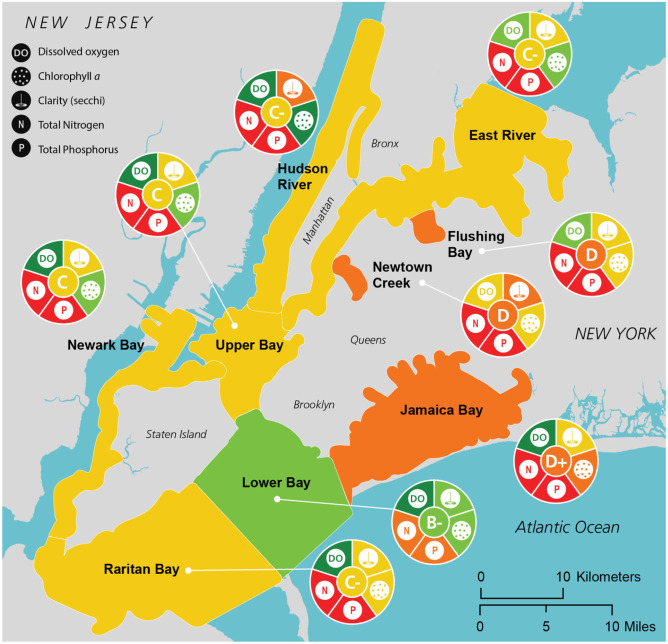 NEW JERSEY
DO Dissolved oxygen
Chlorophyll a
Clarity (secchi)
N Total Nitrogen
P Total Phosphorus
DO
C-
N
P
DO
C-
N
P
Bronx
East River
Hudson
River
Manhattan
DO
C
N
P
Flushing
Bay
DO
D
N
P
Newtown
Creek
DO
D
N
P
NEW YORK
DO
C
N
P
Newark Bay
Upper Bay
Queens
Brooklyn
Staten Island
Jamaica Bay
DO
D+
N
P
Lower Bay
DO
B-
N
P
Atlantic Ocean
Raritan Bay
DO
C-
N
P
0 10 Kilometers
0 5 10 Miles